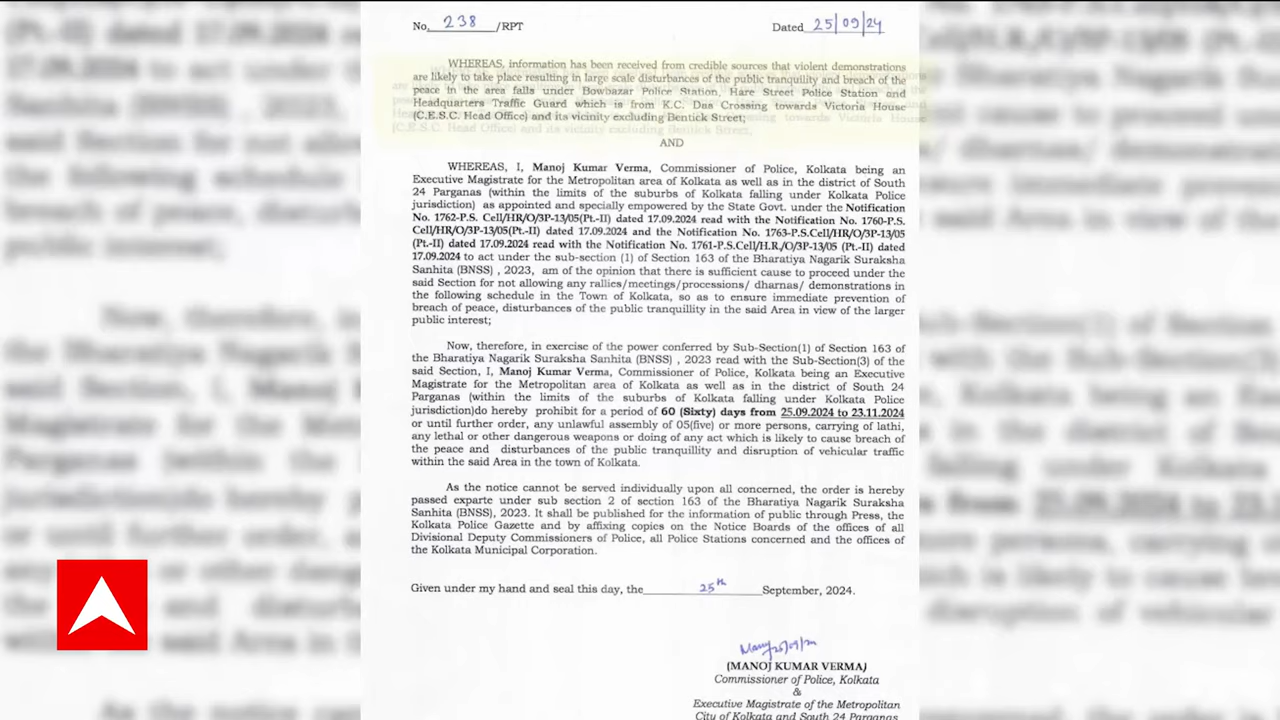 No. 238 /RPT Dated 25/09/24
WHEREAS, information has been received from credible sources that violent demonstrations
are likely to take place resulting in large scale disturbances of the public tranquility and breach of the
peace in the area falls under Bowbazar Police Station, Hare Street Police Station and
Headquarters Traffic Guard which is from K.C. Das Crossing towards Victoria House
(C.E.S.C. Head Office) and its vicinity excluding Bentick Street;
AND
WHEREAS, I, Manoj Kumar Verma, Commissioner of Police, Kolkata being an
Executive Magistrate for the Metropolitan area of Kolkata as well as in the district of South
24 Parganas (within the limits of the suburbs of Kolkata falling under Kolkata Police
jurisdiction) as appointed and specially empowered by the State Govt. under the Notification
No. 1762-P.S. Cell/HR/O/3P-13/05(Pt.-II) dated 17.09.2024 read with the Notification No. 1760-P.S.
Cell/HR/O/3P-13/05(Pt.-II) dated 17.09.2024 and the Notification No. 1763-P.S.Cell/HR/O/3P-13/05
(Pt.-II) dated 17.09.2024 read with the Notification No. 1761-P.S.Cell/H.R./O/3P-13/05 (Pt.-II) dated
17.09.2024 to act under the sub-section (1) of Section 163 of the Bharatiya Nagarik Suraksha
Sanhita (BNSS) , 2023, am of the opinion that there is sufficient cause to proceed under the
said Section for not allowing any rallies/meetings/processions/ dharnas/ demonstrations in
the following schedule in the Town of Kolkata, so as to ensure immediate prevention of
breach of peace, disturbances of the public tranquillity in the said Area in view of the larger
public interest;
Now, therefore, in exercise of the power conferred by Sub-Section(1) of Section 163 of
the Bharatiya Nagarik Suraksha Sanhita (BNSS) , 2023 read with the Sub-Section(3) of the
said Section, I, Manoj Kumar Verma, Commissioner of Police, Kolkata being an Executive
Magistrate for the Metropolitan area of Kolkata as well as in the district of South 24
Parganas (within the limits of the suburbs of Kolkata falling under Kolkata Police
jurisdiction)do hereby prohibit for a period of 60 (Sixty) days from 25.09.2024 to 23.11.2024
or until further order, any unlawful assembly of 05(five) or more persons, carrying of lathi,
any lethal or other dangerous weapons or doing of any act which is likely to cause breach of
the peace and disturbances of the public tranquillity and disruption of vehicular traffic
within the said Area in the town of Kolkata.
As the notice cannot be served individually upon all concerned, the order is hereby
passed exparte under sub section 2 of section 163 of the Bharatiya Nagarik Suraksha
Sanhita (BNSS), 2023. It shall be published for the information of public through Press, the
Kolkata Police Gazette and by affixing copies on the Notice Boards of the offices of all
Divisional Deputy Commissioners of Police, all Police Stations concerned and the offices of
the Kolkata Municipal Corporation.
Given under my hand and seal this day, the 25th September, 2024.
(MANOJ KUMAR VERMA)
Commissioner of Police, Kolkata
&
Executive Magistrate of the Metropolitan
City of Kolkata and South 24 Parganas